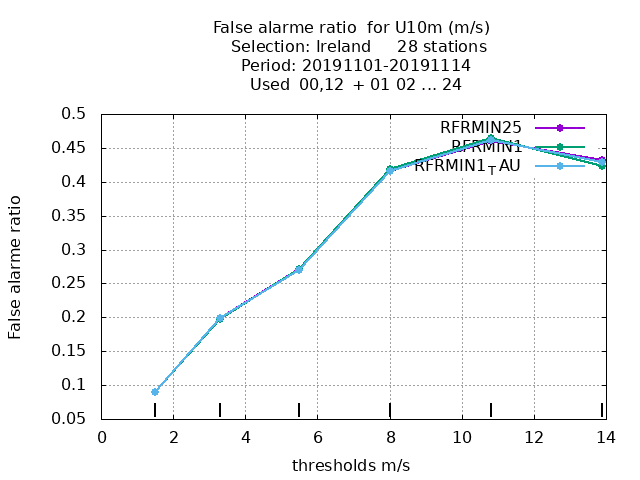 False alarme ratio  for U10m (m/s)
Selection: Ireland     28 stations
Period: 20191101-20191114
Used  00,12  + 01 02 ... 24
0.5
0.45
0.4
0.35
0.3
0.25
0.2
0.15
0.1
0.05
False alarme ratio
RFRMIN25
RFRMIN1
RFRMIN1TAU
0 2 4 6 8 10 12 14
thresholds m/s